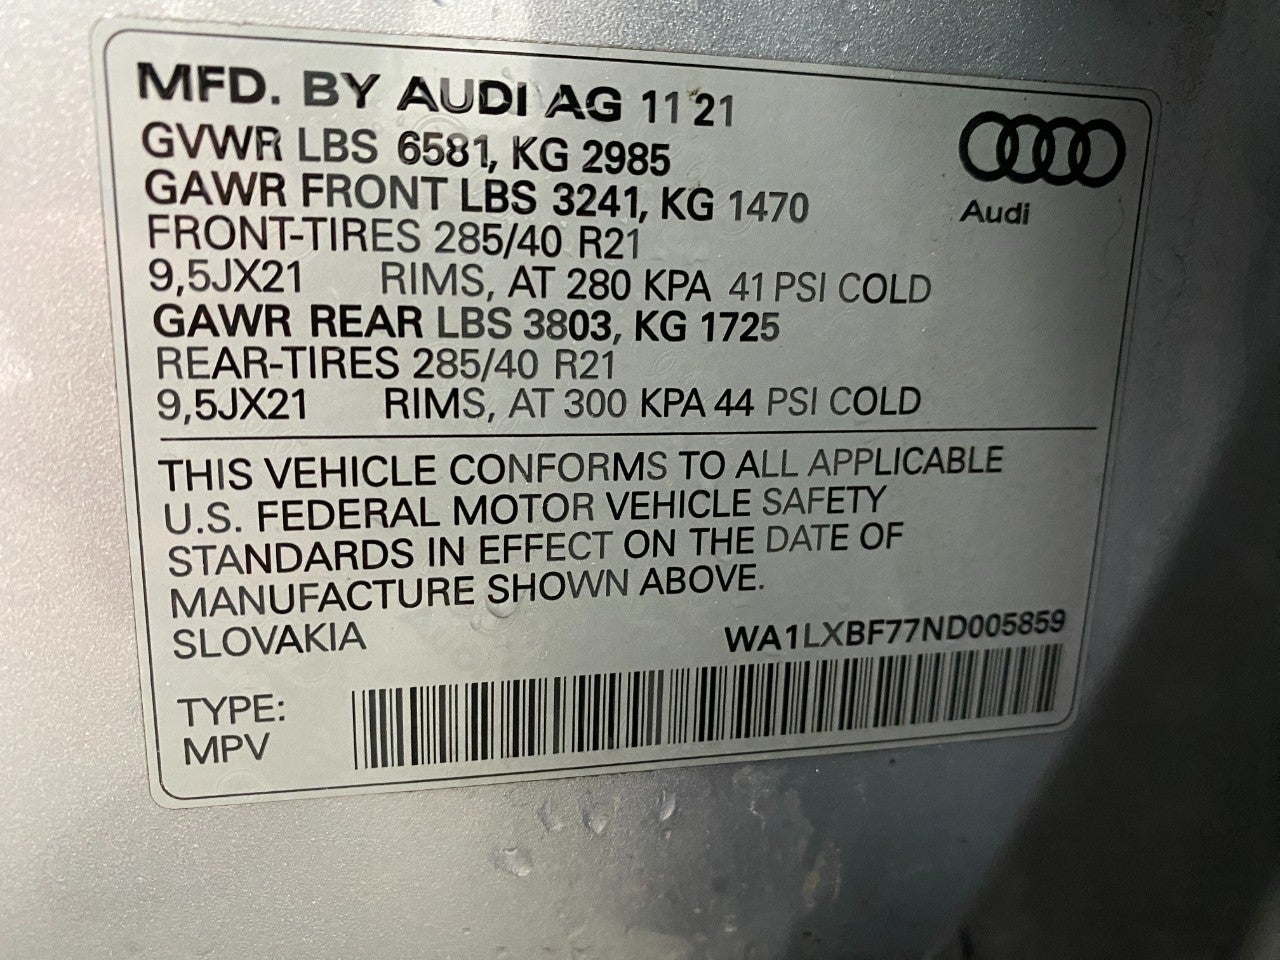 MFD. BY AUDI AG 11 21
GVWR LBS 6581, KG 2985
GAWR FRONT LBS 3241, KG 1470
FRONT-TIRES 285/40 R21
9,5JX21 RIMS, AT 280 KPA 41 PSI COLD
GAWR REAR LBS 3803, KG 1725
REAR-TIRES 285/40 R21
9,5JX21 RIMS, AT 300 KPA 44 PSI COLD
Audi
THIS VEHICLE CONFORMS TO ALL APPLICABLE
U.S. FEDERAL MOTOR VEHICLE SAFETY
STANDARDS IN EFFECT ON THE DATE OF
MANUFACTURE SHOWN ABOVE.
SLOVAKIA WA1LXBF77ND005859
TYPE:
MPV